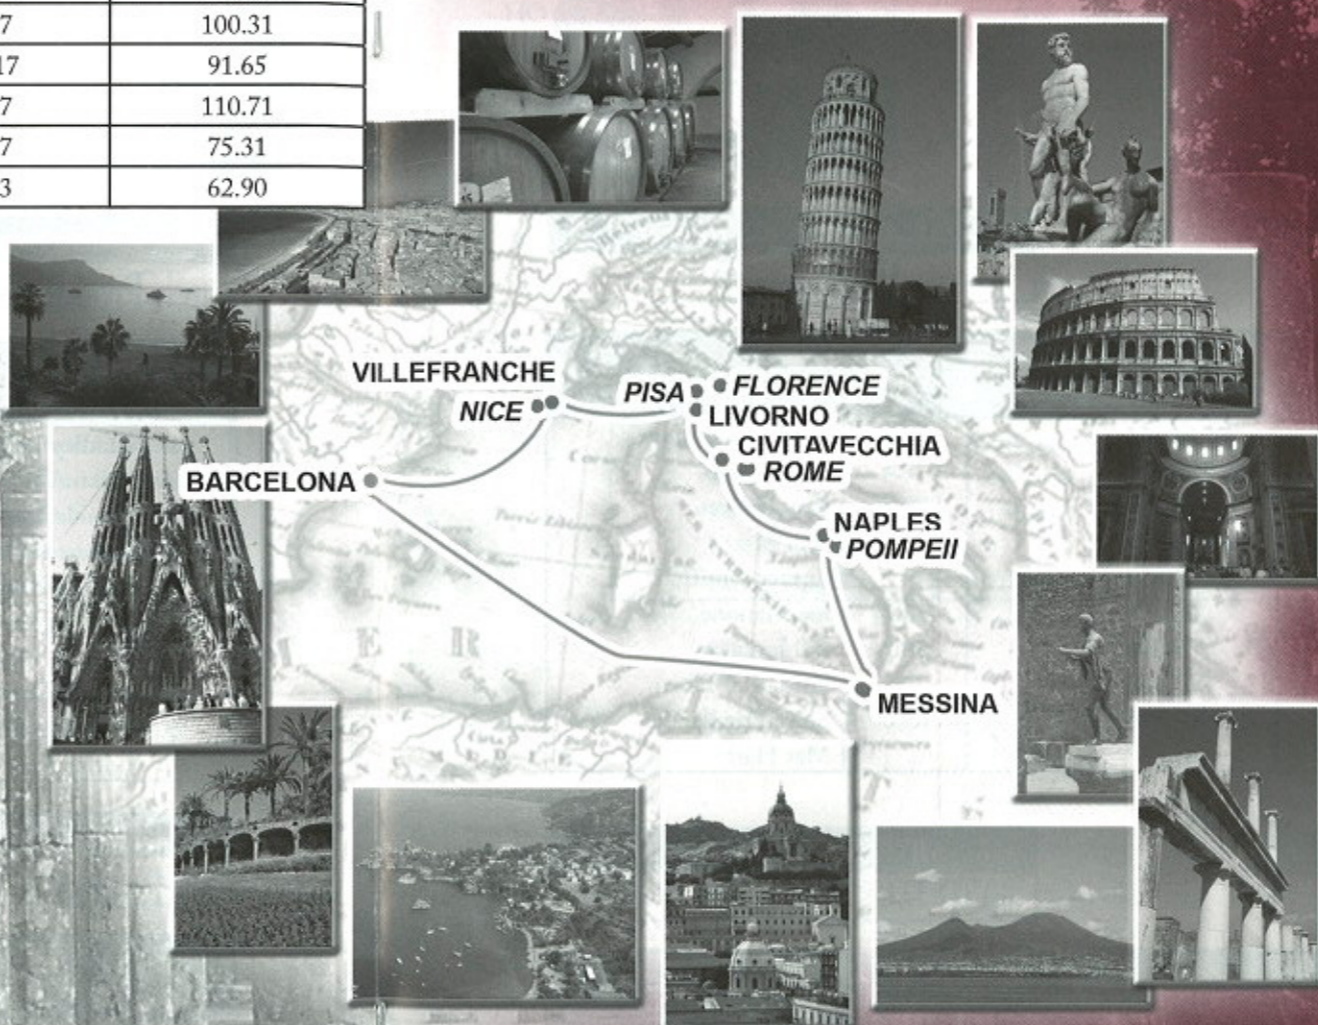 7 100.31
17 91.65
7 110.71
7 75.31
3 62.90
VILLEFRANCHE
NICE
PISA
FLORENCE
LIVORNO
CIVITAVECCHIA
ROME
BARCELONA
NAPLES
POMPEII
MESSINA
E R
M E D I